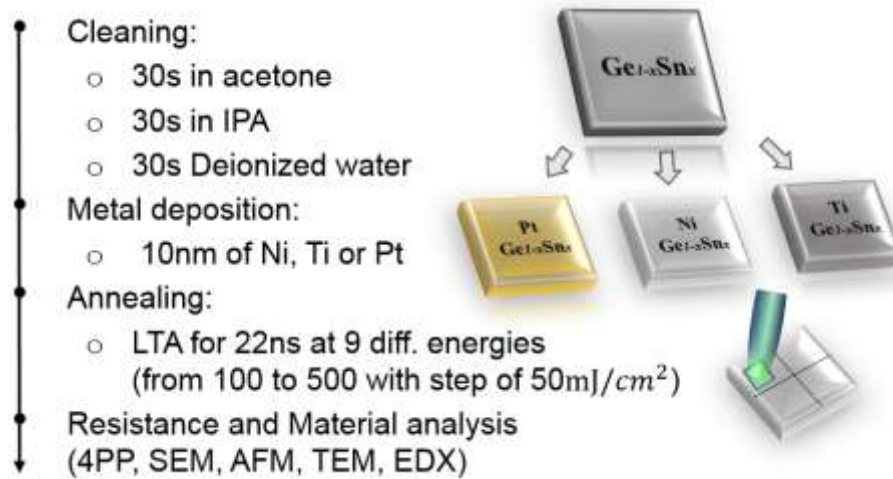 Cleaning:
o 30s in acetone
o 30s in IPA
o 30s Deionized water
Metal deposition:
o 10nm of Ni, Ti or Pt
Annealing:
o LTA for 22ns at 9 diff. energies
(from 100 to 500 with step of 50mJ/cm²)
Resistance and Material analysis
(4PP, SEM, AFM, TEM, EDX)
Ge1-xSnx
Pt
Ge1-xSnx
Ni
Ge1-xSnx
Ti
Ge1-xSnx